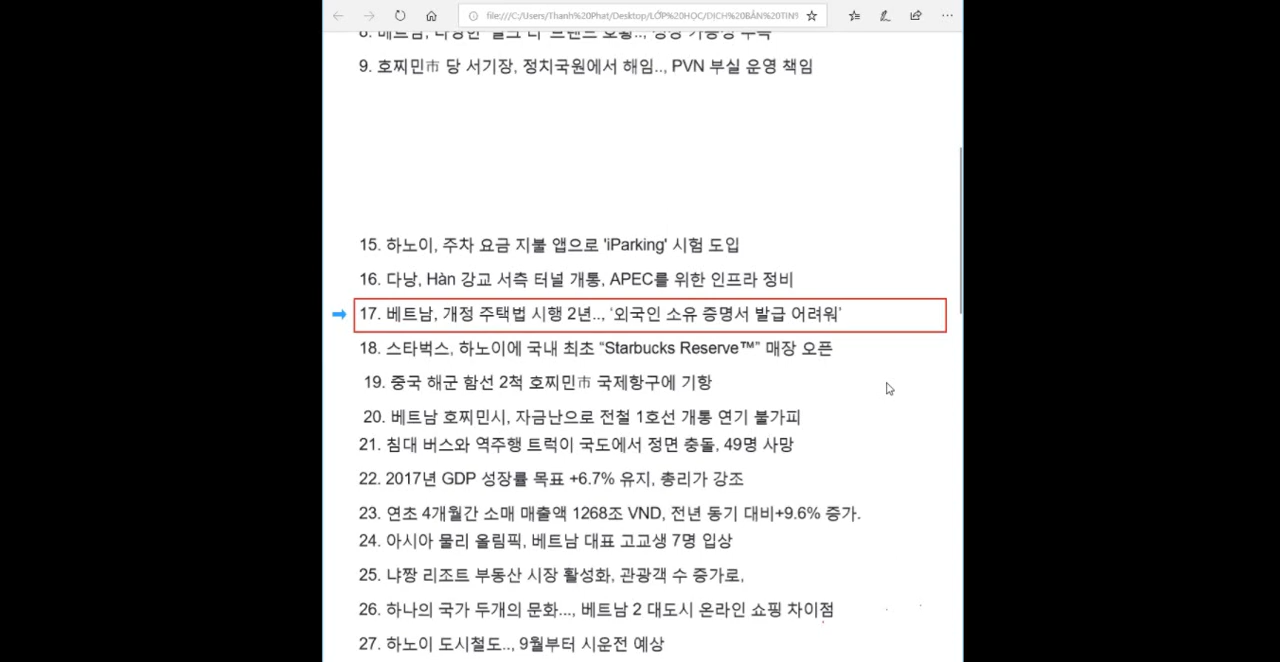 file:///C:/Users/Thanh%20Phat/Desktop/LỚP%20HỌC/DỊCH%20BẢN%20TIN
8. 베트남,
9. 호찌민市 당 서기장, 정치국원에서 해임.., PVN 부실 운영 책임
15. 하노이, 주차 요금 지불 앱으로 'iParking' 시험 도입
16. 다낭, Hàn 강교 서측 터널 개통, APEC를 위한 인프라 정비
17. 베트남, 개정 주택법 시행 2년.., ‘외국인 소유 증명서 발급 어려워’
18. 스타벅스, 하노이에 국내 최초 “Starbucks Reserve™” 매장 오픈
19. 중국 해군 함선 2척 호찌민市 국제항구에 기항
20. 베트남 호찌민시, 자금난으로 전철 1호선 개통 연기 불가피
21. 침대 버스와 역주행 트럭이 국도에서 정면 충돌, 49명 사망
22. 2017년 GDP 성장률 목표 +6.7% 유지, 총리가 강조
23. 연초 4개월간 소매 매출액 1268조 VND, 전년 동기 대비+9.6% 증가.
24. 아시아 물리 올림픽, 베트남 대표 고교생 7명 입상
25. 냐짱 리조트 부동산 시장 활성화, 관광객 수 증가로,
26. 하나의 국가 두개의 문화..., 베트남 2 대도시 온라인 쇼핑 차이점
27. 하노이 도시철도.., 9월부터 시운전 예상